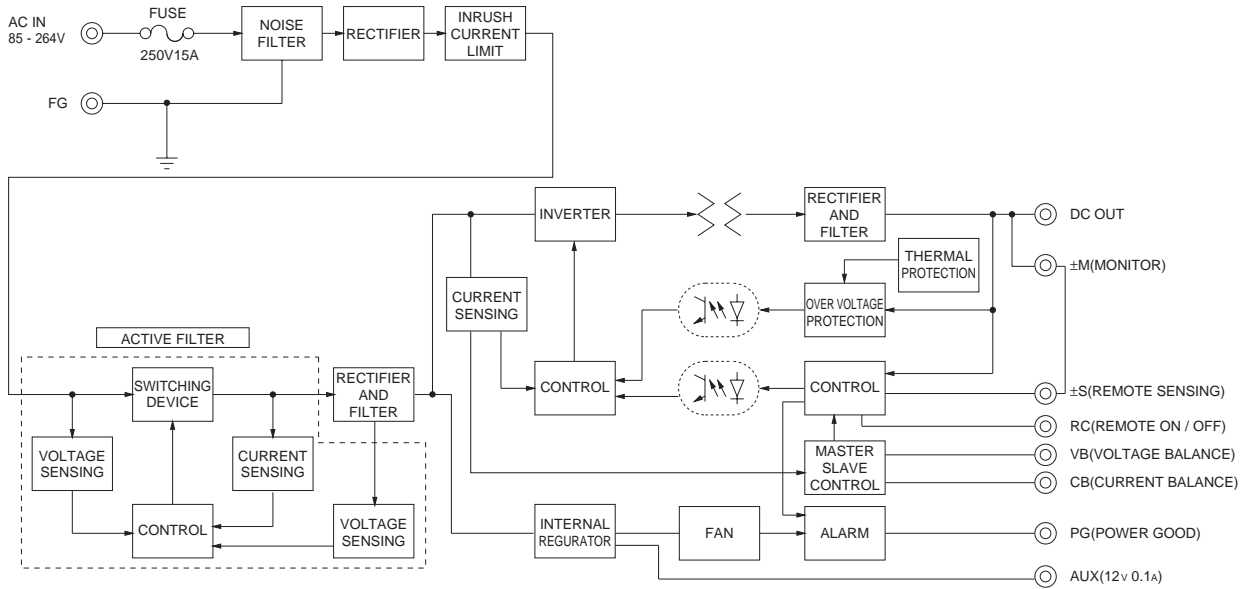 AC IN
85 - 264V
FUSE
250V15A
NOISE
FILTER
RECTIFIER
INRUSH
CURRENT
LIMIT
FG
INVERTER
RECTIFIER
AND
FILTER
DC OUT
THERMAL
PROTECTION
±M(MONITOR)
CURRENT
SENSING
OVER VOLTAGE
PROTECTION
ACTIVE FILTER
SWITCHING
DEVICE
RECTIFIER
AND
FILTER
CONTROL
CONTROL
±S(REMOTE SENSING)
RC(REMOTE ON / OFF)
VOLTAGE
SENSING
CURRENT
SENSING
MASTER
SLAVE
CONTROL
VB(VOLTAGE BALANCE)
CB(CURRENT BALANCE)
CONTROL
VOLTAGE
SENSING
INTERNAL
REGURATOR
FAN
ALARM
PG(POWER GOOD)
AUX(12V 0.1A)